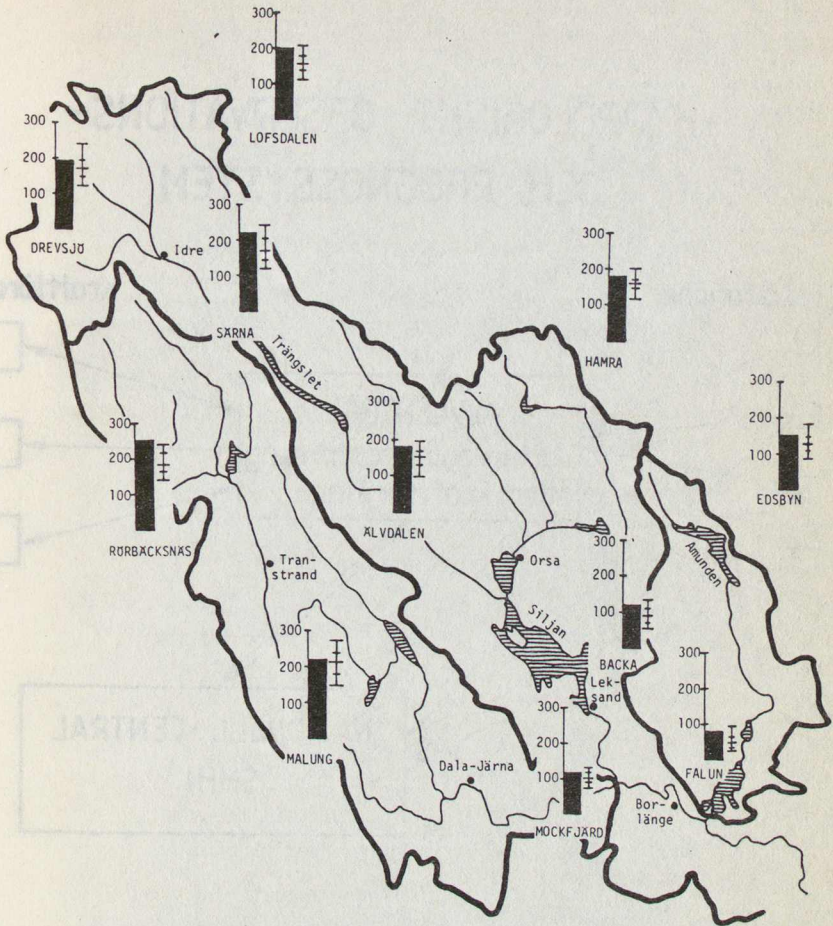 300
200
100
LOFSDALEN
300
200
100
DREVSJÖ
Idre
300
200
100
SÄRNA
Trängslet
300
200
100
HAMRA
300
200
100
EDSBYN
300
200
100
RÖRBÄCKSNÄS
300
200
100
ÄLVDALEN
Tran-
strand
Orsa
Siljan
Amunden
300
200
100
BACKA
Lek-
sand
300
200
100
MALUNG
300
200
100
FALUN
Dala-Järna
300
200
100
MOCKFJÄRD
Bor-
länge